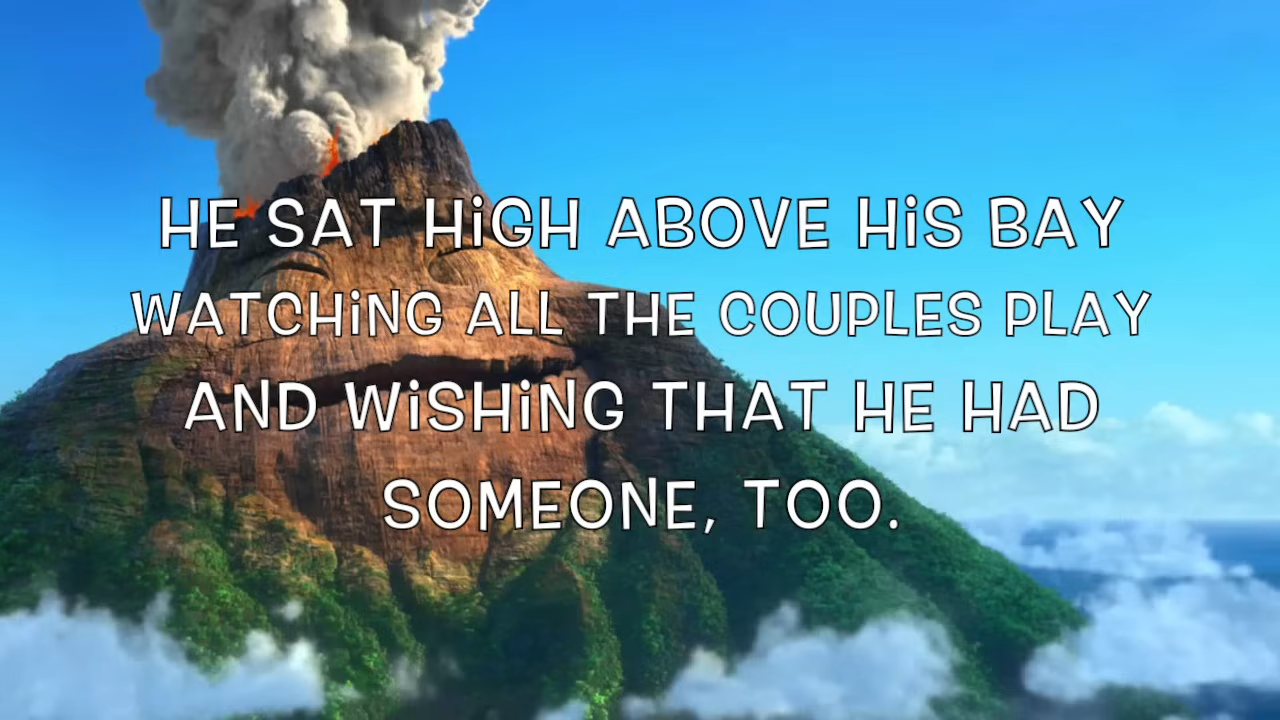 HE SAT HiGH ABOVE HiS BAY
WATCHiNG ALL THE COUPLES PLAY
AND WiSHiNG THAT HE HAD
SOMEONE, TOO.